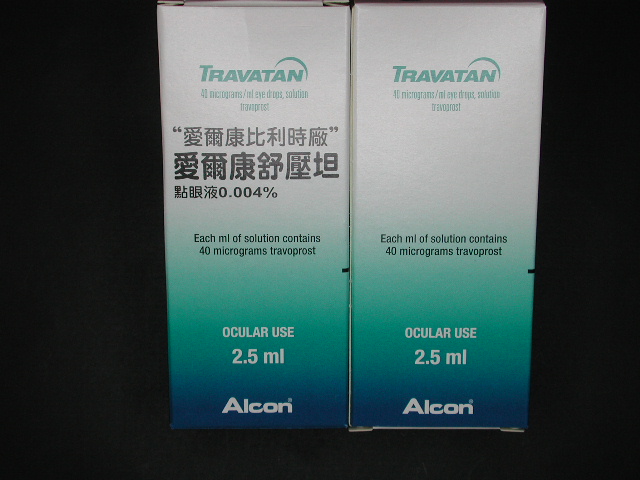 TRAVATAN
40 micrograms/ml eye drops, solution
travoprost
“愛爾康比利時廠”
愛爾康舒壓坦
點眼液0.004%
Each ml of solution contains
40 micrograms travoprost
OCULAR USE
2.5 ml
Alcon
TRAVATAN
40 micrograms/ml eye drops, solution
travoprost
Each ml of solution contains
40 micrograms travoprost
OCULAR USE
2.5 ml
Alcon